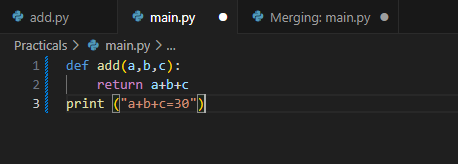 add.py main.py Merging: main.py
Practicals > main.py > ...
1 def add(a,b,c):
2     return a+b+c
3 print ("a+b+c=30")